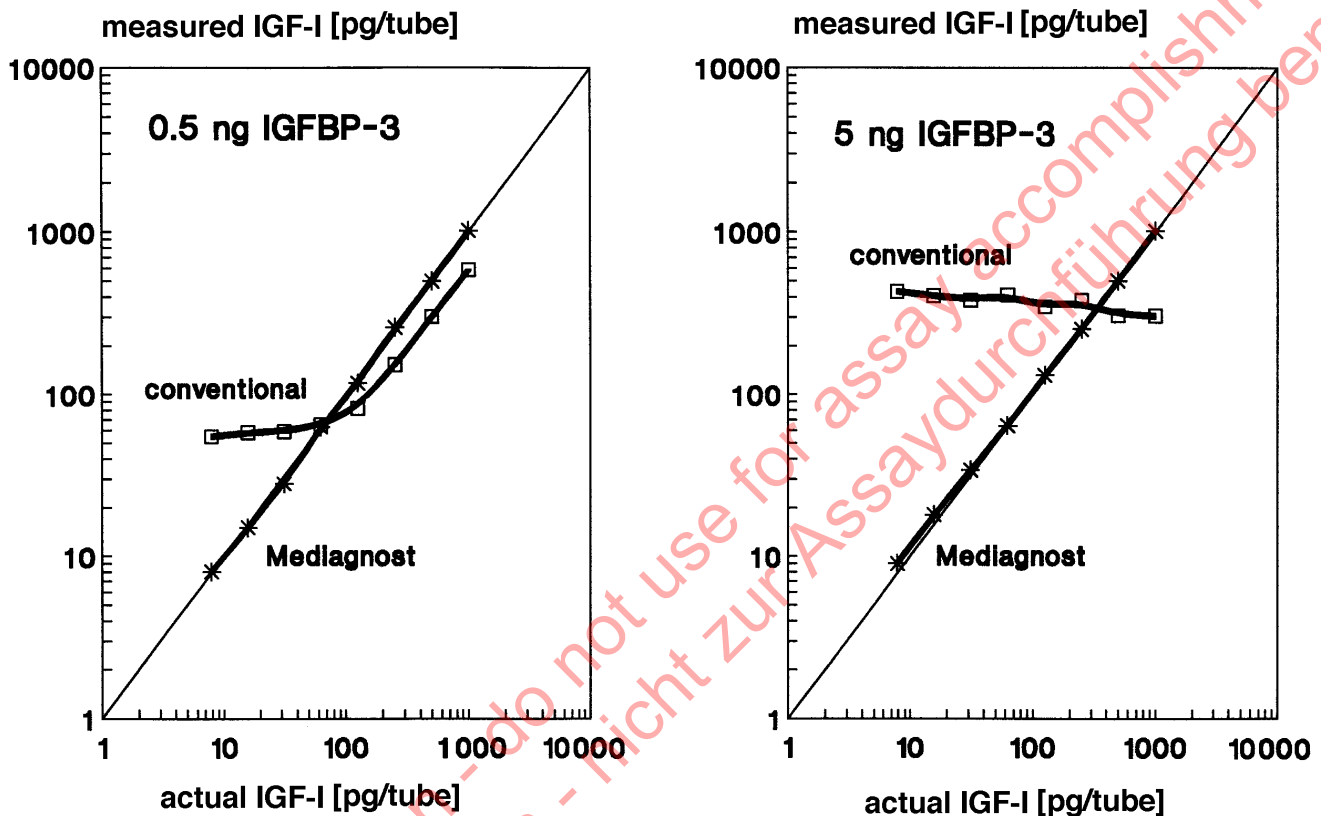 measured IGF-I [pg/tube]
10000
1000
100
10
1
0.5 ng IGFBP-3
conventional
Mediagnost
1
10
100
1000
10000
actual IGF-I [pg/tube]
measured IGF-I [pg/tube]
10000
1000
100
10
1
5 ng IGFBP-3
conventional
Mediagnost
1
10
100
1000
10000
actual IGF-I [pg/tube]
- do not use for assay
- nicht zur Assaydurchführung